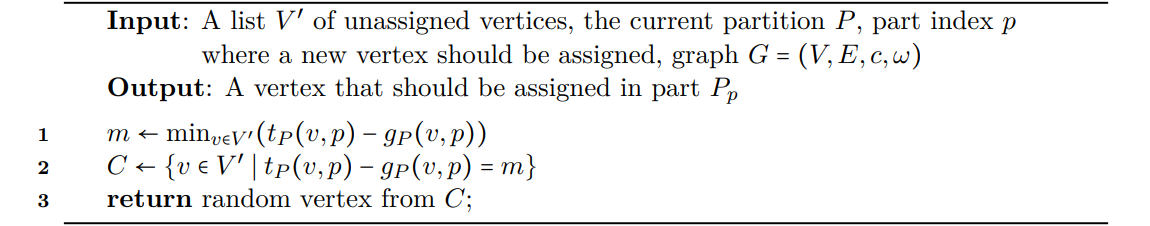 Input: A list V′ of unassigned vertices, the current partition P, part index p
where a new vertex should be assigned, graph G = (V, E, c, ω)
Output: A vertex that should be assigned in part Pₚ
1 m ← min_{v∈V′}(t_P(v, p) − g_P(v, p))
2 C ← {v ∈ V′ | t_P(v, p) − g_P(v, p) = m}
3 return random vertex from C;